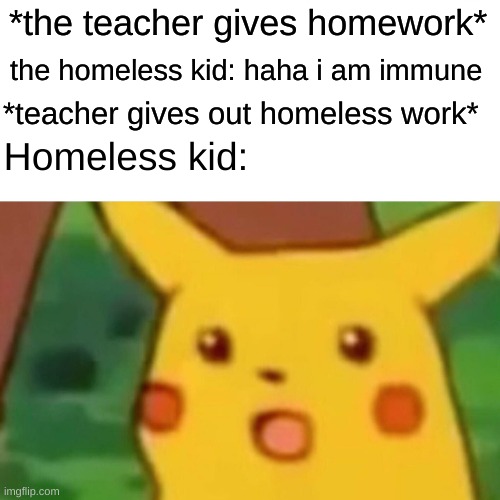 *the teacher gives homework*
the homeless kid: haha i am immune
*teacher gives out homeless work*
Homeless kid:
imgflip.com